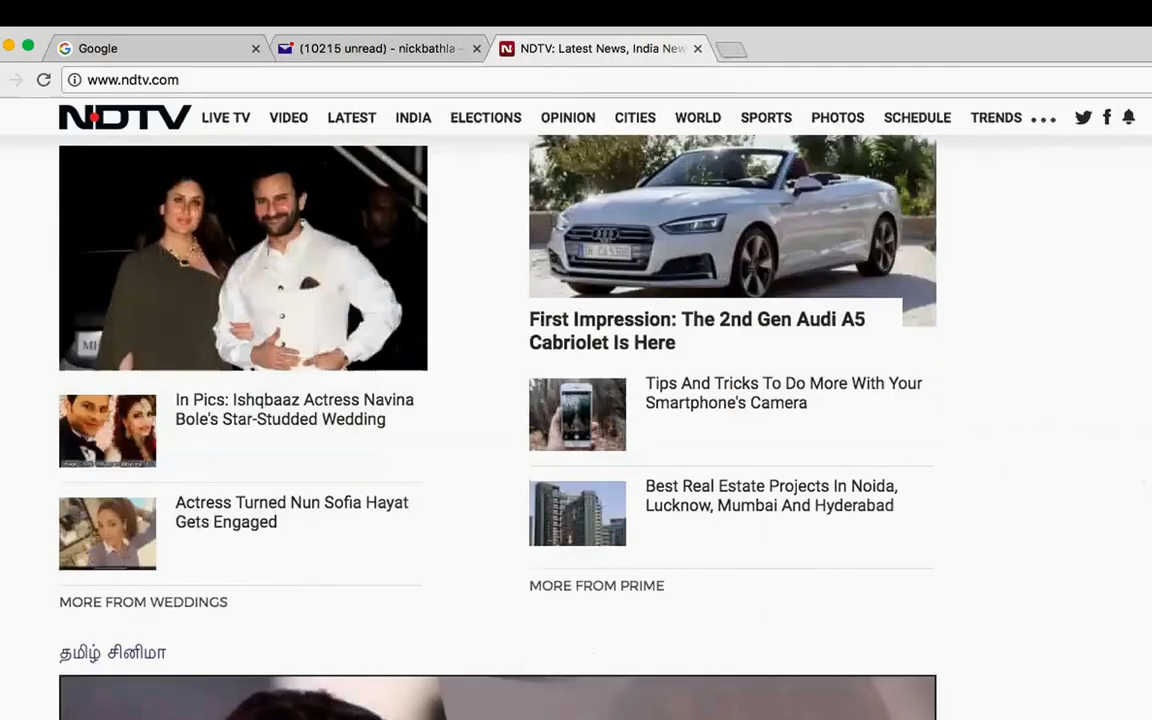 Google
(10215 unread) - nickbathla -
NDTV: Latest News, India New
www.ndtv.com
NDTV LIVE TV VIDEO LATEST INDIA ELECTIONS OPINION CITIES WORLD SPORTS PHOTOS SCHEDULE TRENDS
First Impression: The 2nd Gen Audi A5
Cabriolet Is Here
In Pics: Ishqbaaz Actress Navina
Bole's Star-Studded Wedding
Actress Turned Nun Sofia Hayat
Gets Engaged
MORE FROM WEDDINGS
Tips And Tricks To Do More With Your
Smartphone's Camera
Best Real Estate Projects In Noida,
Lucknow, Mumbai And Hyderabad
MORE FROM PRIME
தமிழ் சினிமா